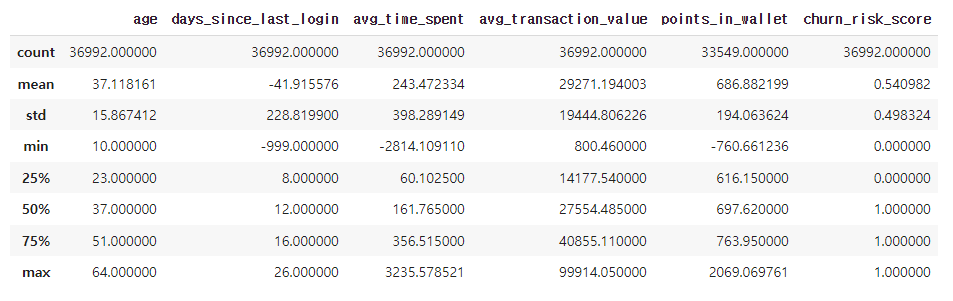 age days_since_last_login avg_time_spent avg_transaction_value points_in_wallet churn_risk_score
count 36992.000000 36992.000000 36992.000000 36992.000000 33549.000000 36992.000000
mean 37.118161 -41.915576 243.472334 29271.194003 686.882199 0.540982
std 15.867412 228.819900 398.289149 19444.806226 194.063624 0.498324
min 10.000000 -999.000000 -2814.109110 800.460000 -760.661236 0.000000
25% 23.000000 8.000000 60.102500 14177.540000 616.150000 0.000000
50% 37.000000 12.000000 161.765000 27554.485000 697.620000 1.000000
75% 51.000000 16.000000 356.515000 40855.110000 763.950000 1.000000
max 64.000000 26.000000 3235.578521 99914.050000 2069.069761 1.000000